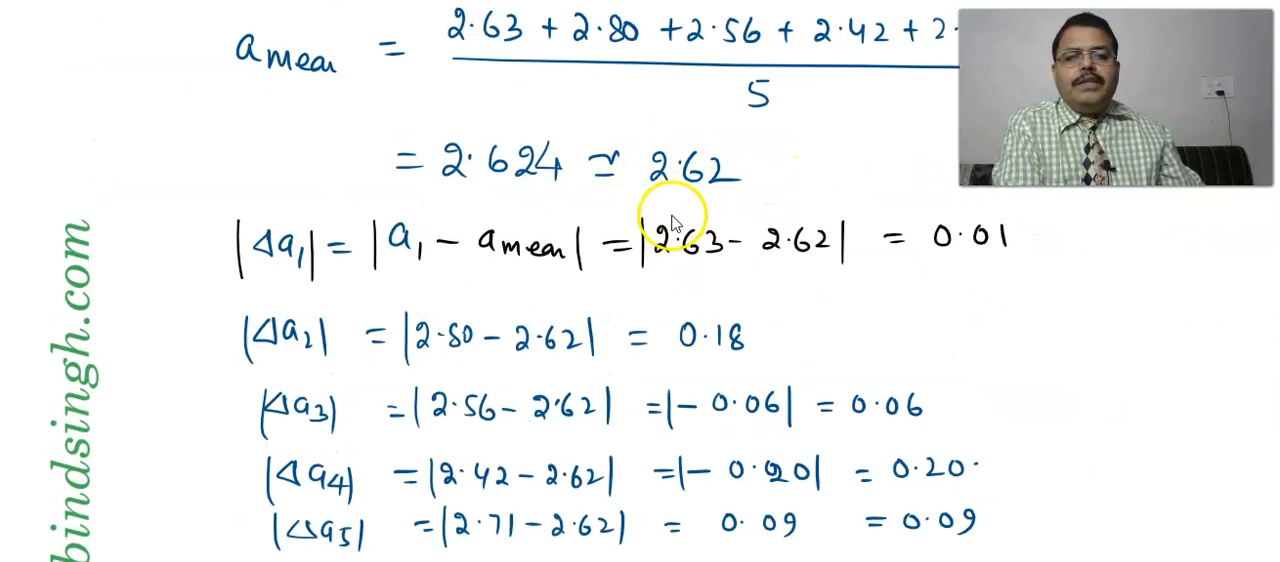 a mean = 2.63 + 2.80 + 2.56 + 2.42 + 2.
5
= 2.624 ≃ 2.62
|Δa₁| = |a₁ - a mean| = |2.63 - 2.62| = 0.01
|Δa₂| = |2.80 - 2.62| = 0.18
|Δa₃| = |2.56 - 2.62| = |- 0.06| = 0.06
|Δa₄| = |2.42 - 2.62| = |- 0.20| = 0.20
|Δa₅| = |2.71 - 2.62| = 0.09 = 0.09
bindsingh.com